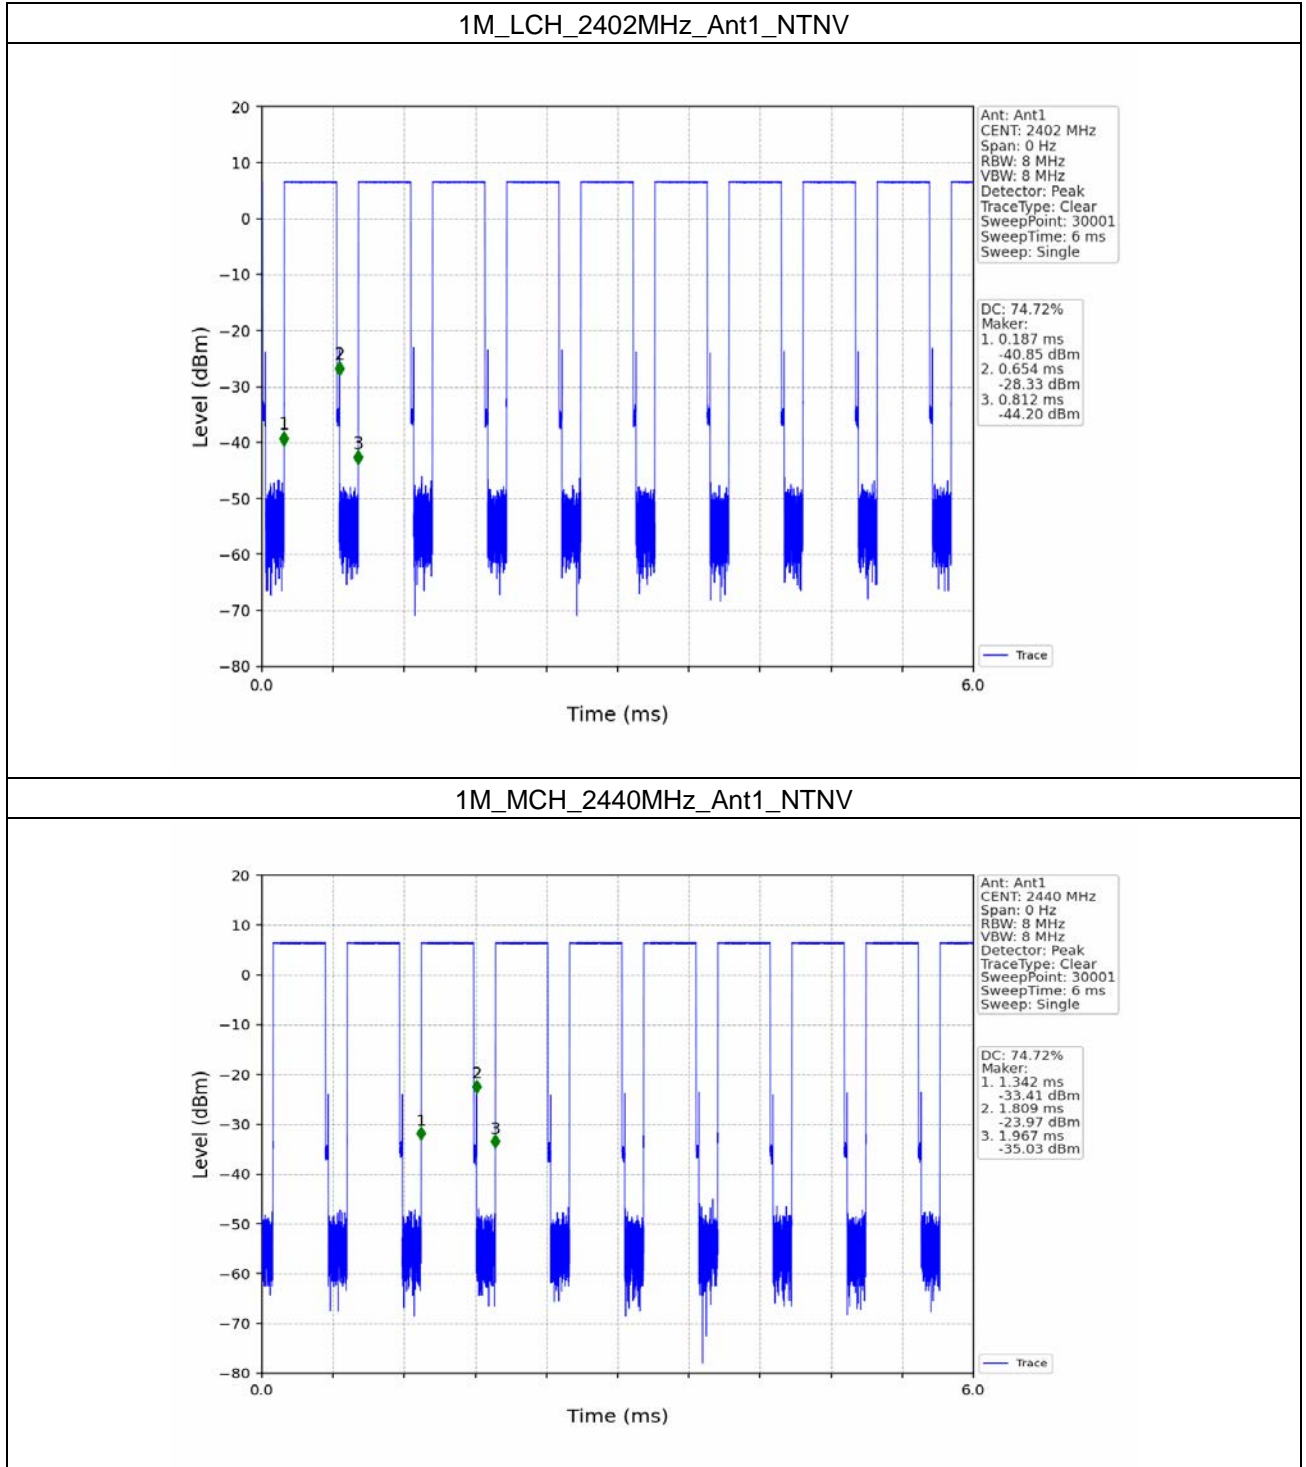 1M_LCH_2402MHz_Ant1_NTNV
20
10
0
−10
−20
−30
−40
−50
−60
−70
−80
Level (dBm)
0.0
6.0
Time (ms)
1
2
3
Ant: Ant1
CENT: 2402 MHz
Span: 0 Hz
RBW: 8 MHz
VBW: 8 MHz
Detector: Peak
TraceType: Clear
SweepPoint: 30001
SweepTime: 6 ms
Sweep: Single
DC: 74.72%
Maker:
1. 0.187 ms
-40.85 dBm
2. 0.654 ms
-28.33 dBm
3. 0.812 ms
-44.20 dBm
Trace
1M_MCH_2440MHz_Ant1_NTNV
20
10
0
−10
−20
−30
−40
−50
−60
−70
−80
Level (dBm)
0.0
6.0
Time (ms)
1
2
3
Ant: Ant1
CENT: 2440 MHz
Span: 0 Hz
RBW: 8 MHz
VBW: 8 MHz
Detector: Peak
TraceType: Clear
SweepPoint: 30001
SweepTime: 6 ms
Sweep: Single
DC: 74.72%
Maker:
1. 1.342 ms
-33.41 dBm
2. 1.809 ms
-23.97 dBm
3. 1.967 ms
-35.03 dBm
Trace